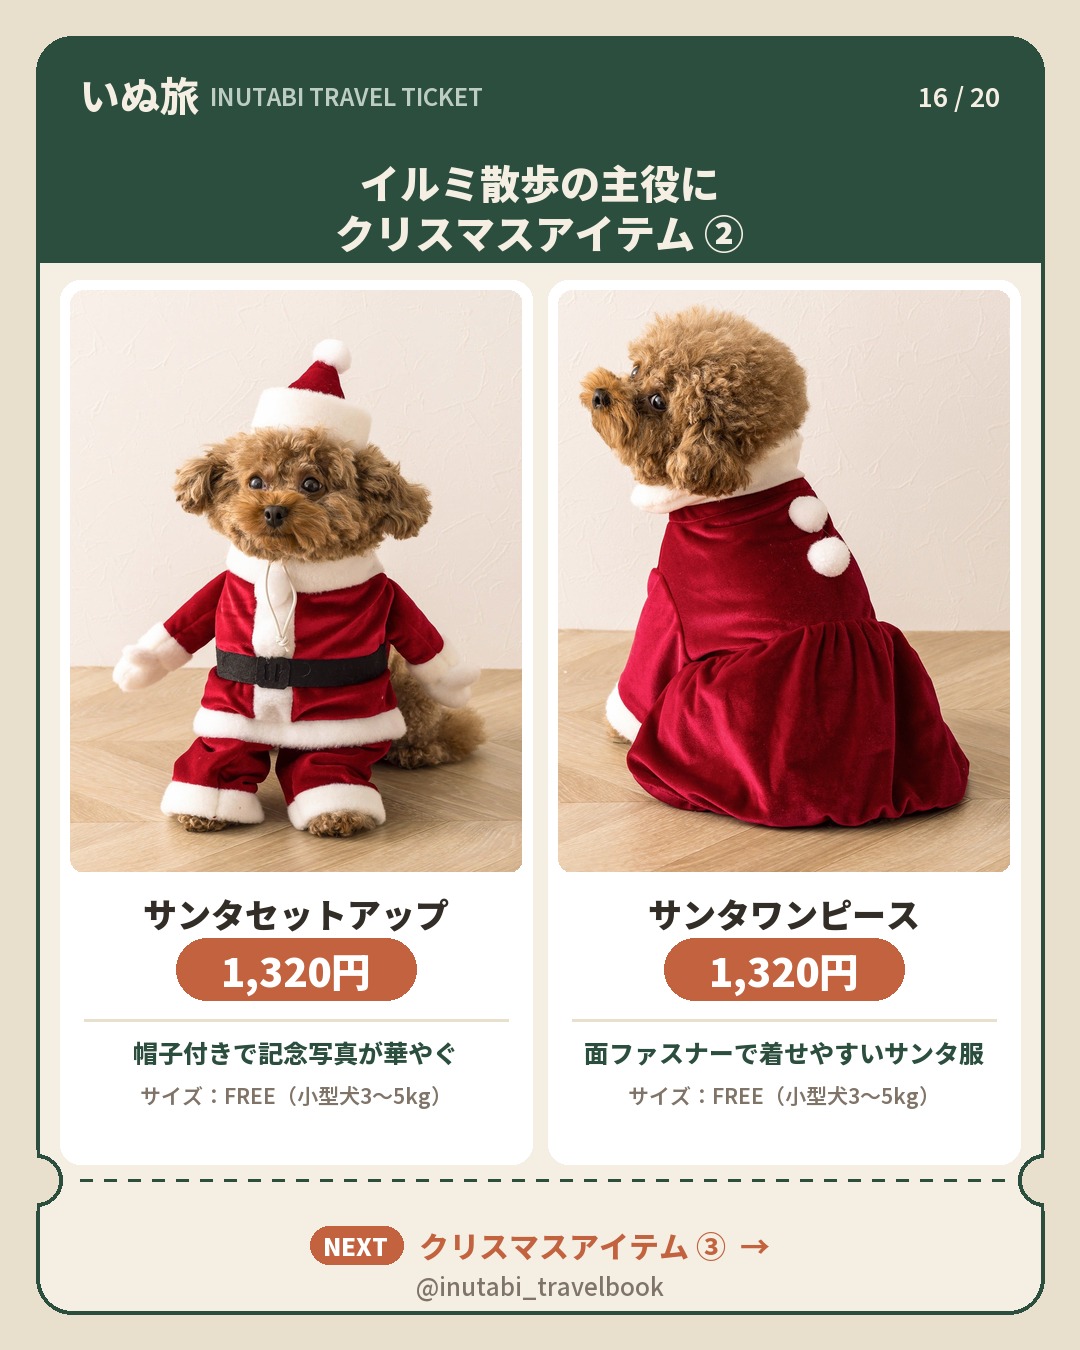 いぬ旅 INUTABI TRAVEL TICKET
16 / 20
イルミ散歩の主役に
クリスマスアイテム ②
サンタセットアップ
1,320円
帽子付きで記念写真が華やぐ
サイズ：FREE（小型犬3〜5kg）
サンタワンピース
1,320円
面ファスナーで着せやすいサンタ服
サイズ：FREE（小型犬3〜5kg）
NEXT クリスマスアイテム ③ →
@inutabi_travelbook